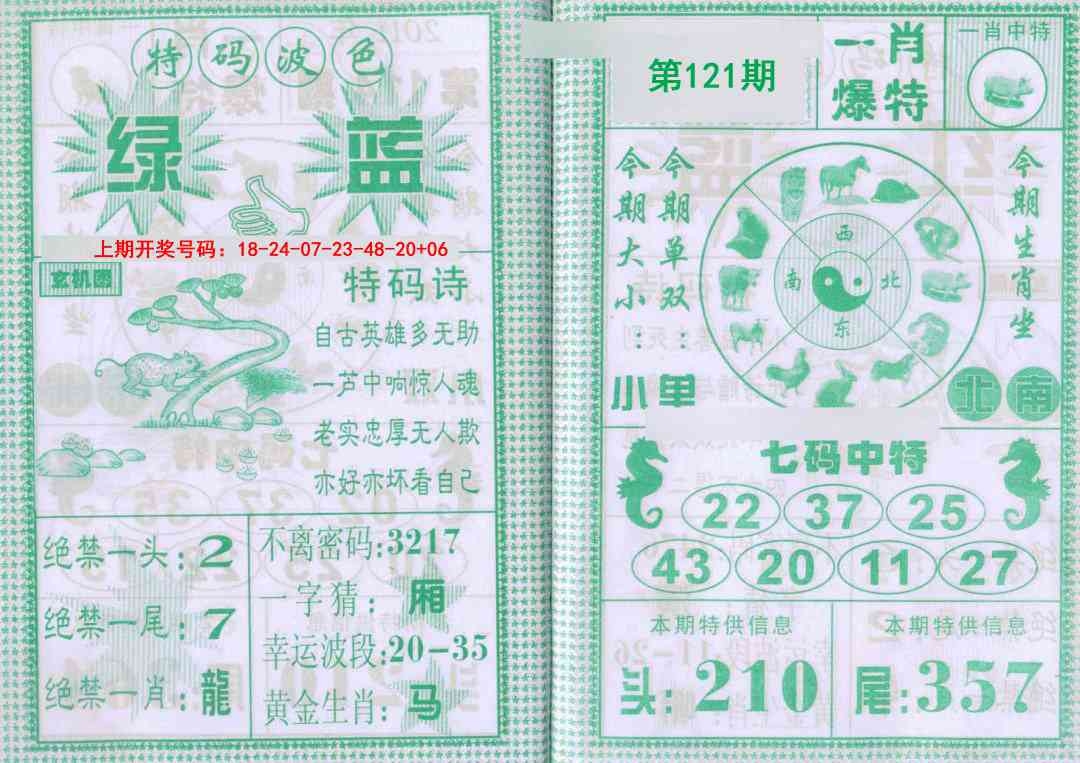 特码波色
绿 蓝
上期开奖号码：18-24-07-23-48-20+06
玄机图
特码诗
自古英雄多无助
一芦中响惊人魂
老实忠厚无人欺
亦好亦坏看自己
绝禁一头:2
绝禁一尾:7
绝禁一肖:龍
不离密码:3217
一字猜：厢
幸运波段:20-35
黄金生肖:马
第121期
一肖
爆特
一肖中特
今期大小：小
今期单双：单
西
南 北
东
今期生肖坐
北 南
七码中特
22 37 25
43 20 11 27
本期特供信息
头:210
本期特供信息
尾:357